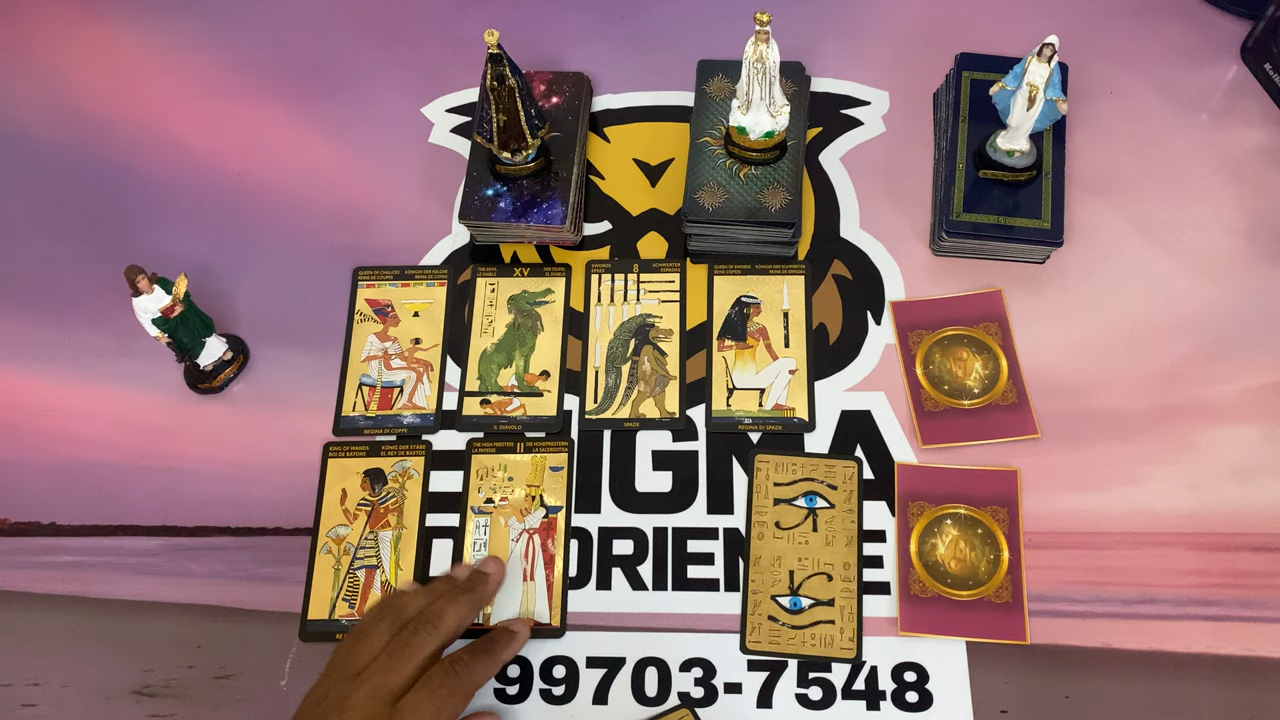 QUEEN OF CHALICES KÖNIGIN DER KELCHE
REINE DE COUPES REINA DE COPAS
REGINA DI COPPE
THE DEVIL XV DER TEUFEL
LE DIABLE EL DIABLO
IL DIAVOLO
SWORDS 8 SCHWERTER
EPEES ESPADAS
SPADE
QUEEN OF SWORDS KÖNIGIN DER SCHWERTER
REINE D'EPEES REINA DE ESPADAS
REGINA DI SPADE
KING OF WANDS KÖNIG DER STÄBE
ROI DE BATONS EL REY DE BASTOS
THE HIGH PRIESTESS II DIE HOHEPRIESTERIN
LA PAPESSE LA SACERDOTISA
99703-7548